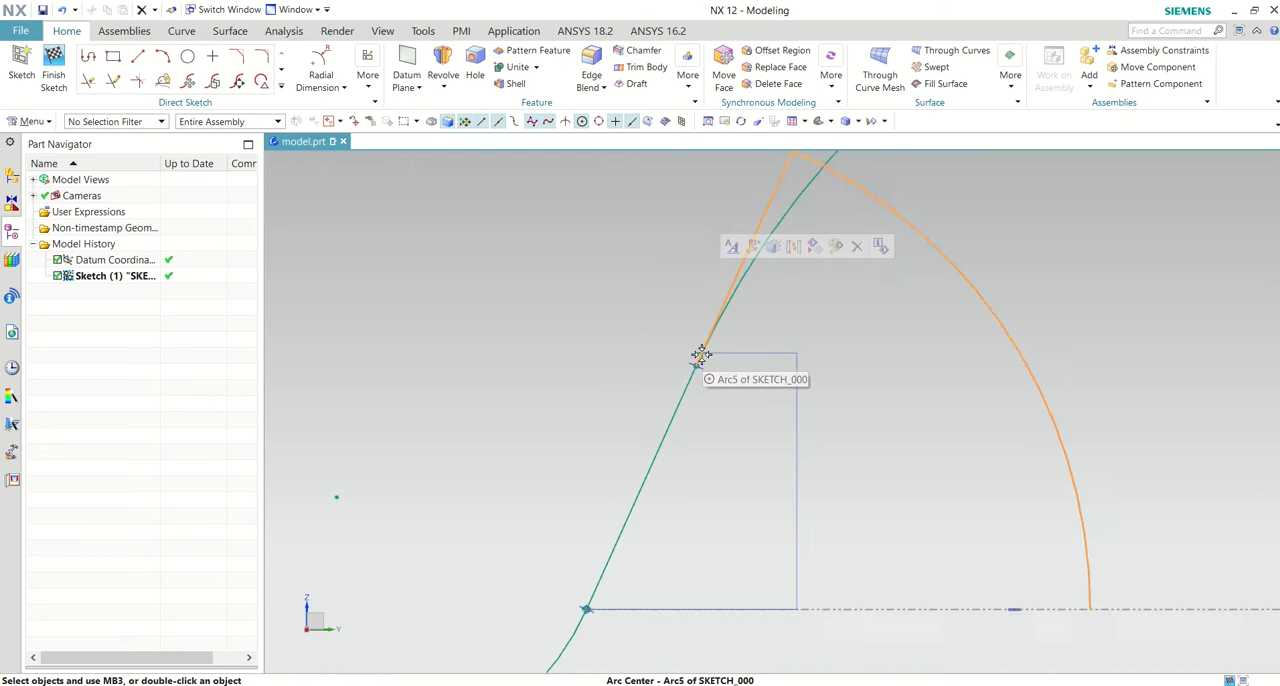 NX Switch Window Window NX 12 - Modeling SIEMENS
File Home Assemblies Curve Surface Analysis Render View Tools PMI Application ANSYS 18.2 ANSYS 16.2 Find a Command
Sketch Finish Sketch Radial Dimension More Datum Plane Revolve Hole Pattern Feature Unite Shell Edge Blend Chamfer Trim Body Draft More Move Face Offset Region Replace Face Delete Face More Through Curve Mesh Through Curves Swept Fill Surface More Work on Assembly Add Assembly Constraints Move Component Pattern Component
Direct Sketch Feature Synchronous Modeling Surface Assemblies
Menu No Selection Filter Entire Assembly
Part Navigator model.prt
Name Up to Date Comr
Model Views
Cameras
User Expressions
Non-timestamp Geom...
Model History
Datum Coordina...
Sketch (1) "SKE...
Arc5 of SKETCH_000
Z
Y
Select objects and use MB3, or double-click an object Arc Center - Arc5 of SKETCH_000